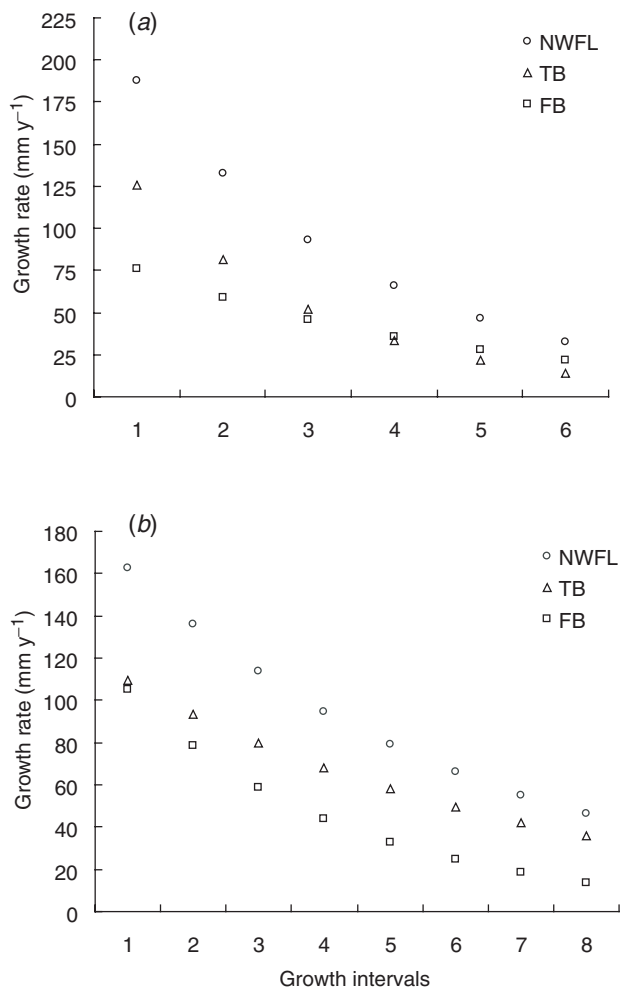 (a)
225
200
175
150
125
100
75
50
25
0
Growth rate (mm y⁻¹)
NWFL
TB
FB
1 2 3 4 5 6
(b)
180
160
140
120
100
80
60
40
20
0
Growth rate (mm y⁻¹)
NWFL
TB
FB
1 2 3 4 5 6 7 8
Growth intervals